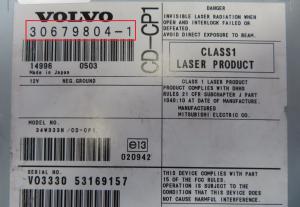 VOLVO
30679804-1
14996 0503
Made in Japan
12V NEG.GROUND
CD-CP1
MODEL NO.
/CD-CP1
e13
020942
SERIAL NO.
VO3330 53169157
DANGER
INVISIBLE LASER RADIATION WHEN
OPEN AND INTERLOCK FAILED OR
DEFEATED.
AVOID DIRECT EXPOSURE TO BEAM.
CLASS1
LASER PRODUCT
CLASS 1 LASER PRODUCT
PRODUCT COMPLIES WITH DHHS
RULES 21 CFR SUBCHAPTER J PART
1040:10 AT DATE OF MANUFACTURE.
MANUFACTURED:
MITSUBISHI ELECTRIC CO.
THIS DEVICE COMPLIES WITH PART
15 OF THE FCC RULES.
OPERATION IS SUBJECT TO THE
CONDITION THAT THIS DEVICE DOES
NOT CAUSE HARMFUL INTERFERENCE.